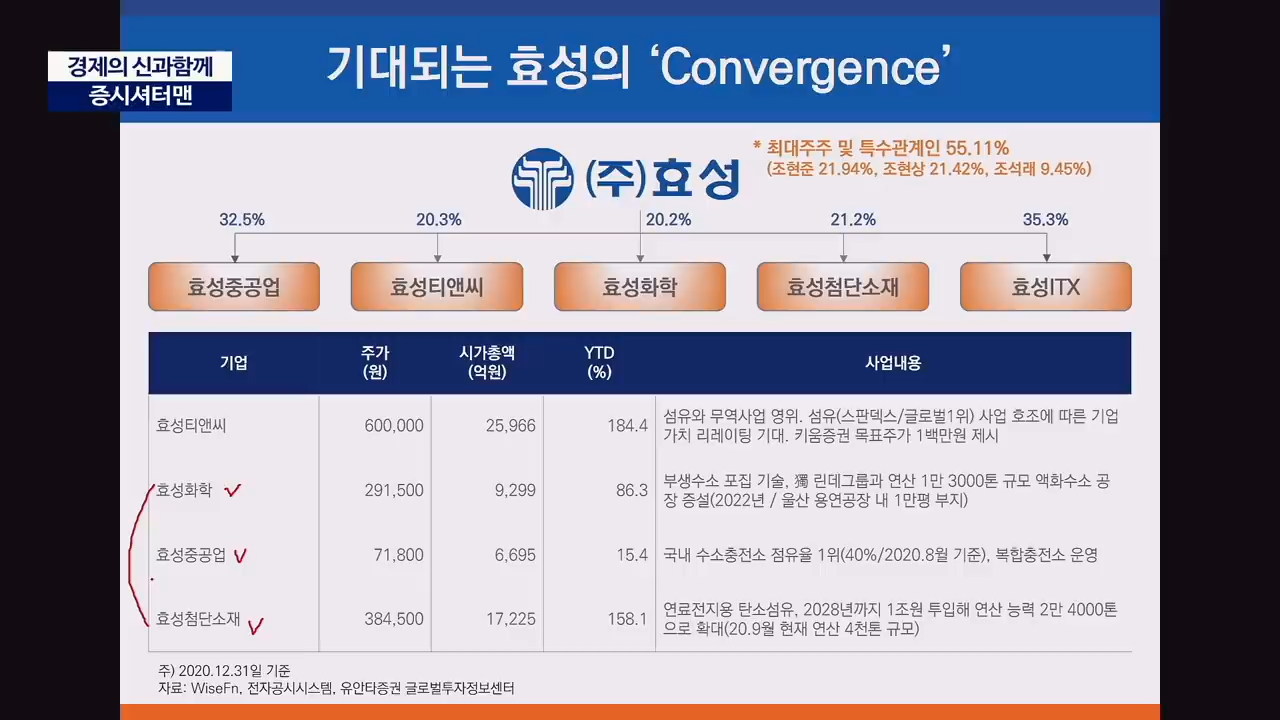 경제의 신과함께
증시셔터맨
기대되는 효성의 ‘Convergence’
(주)효성
* 최대주주 및 특수관계인 55.11%
(조현준 21.94%, 조현상 21.42%, 조석래 9.45%)
32.5% 20.3% 20.2% 21.2% 35.3%
효성중공업 효성티앤씨 효성화학 효성첨단소재 효성ITX
기업 주가 (원) 시가총액 (억원) YTD (%) 사업내용
효성티앤씨 600,000 25,966 184.4 섬유와 무역사업 영위. 섬유(스판덱스/글로벌1위) 사업 호조에 따른 기업
가치 리레이팅 기대. 키움증권 목표주가 1백만원 제시
효성화학 291,500 9,299 86.3 부생수소 포집 기술, 獨 린데그룹과 연산 1만 3000톤 규모 액화수소 공
장 증설(2022년 / 울산 용연공장 내 1만평 부지)
효성중공업 71,800 6,695 15.4 국내 수소충전소 점유율 1위(40%/2020.8월 기준), 복합충전소 운영
효성첨단소재 384,500 17,225 158.1 연료전지용 탄소섬유, 2028년까지 1조원 투입해 연산 능력 2만 4000톤
으로 확대(20.9월 현재 연산 4천톤 규모)
주) 2020.12.31일 기준
자료: WiseFn, 전자공시시스템, 유안타증권 글로벌투자정보센터